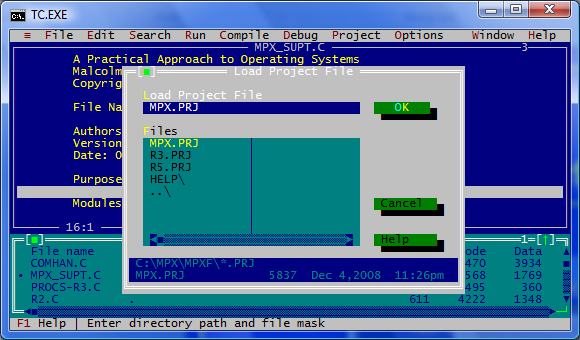 TC.EXE
≡ File Edit Search Run Compile Debug Project Options Window Help
MPX_SUPT.C 3
A Practical Approach to Operating Systems
Malcolm
Copyrig
File Na
Authors
Version
Date: O
Purpose
Modules
16:1
Load Project File
Load Project File
MPX.PRJ
OK
Files
MPX.PRJ
R3.PRJ
R5.PRJ
HELP\
..\
Cancel
Help
C:\MPX\MPXF\*.PRJ
MPX.PRJ 5837 Dec 4,2008 11:26pm
1=[↑]
File name ode Data
COMHAN.C 470 3934
• MPX_SUPT.C 568 1769
PROCS-R3.C 495 360
R2.C . 611 4222 1348
F1 Help | Enter directory path and file mask